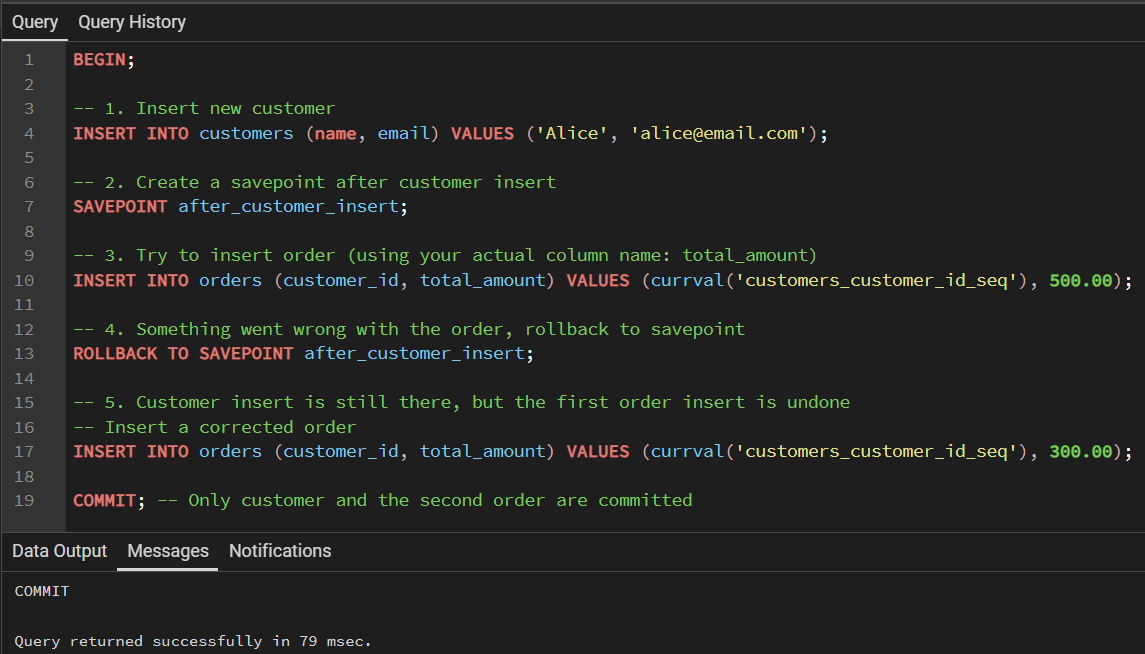 Query Query History
1 BEGIN;
2
3 -- 1. Insert new customer
4 INSERT INTO customers (name, email) VALUES ('Alice', 'alice@email.com');
5
6 -- 2. Create a savepoint after customer insert
7 SAVEPOINT after_customer_insert;
8
9 -- 3. Try to insert order (using your actual column name: total_amount)
10 INSERT INTO orders (customer_id, total_amount) VALUES (currval('customers_customer_id_seq'), 500.00);
11
12 -- 4. Something went wrong with the order, rollback to savepoint
13 ROLLBACK TO SAVEPOINT after_customer_insert;
14
15 -- 5. Customer insert is still there, but the first order insert is undone
16 -- Insert a corrected order
17 INSERT INTO orders (customer_id, total_amount) VALUES (currval('customers_customer_id_seq'), 300.00);
18
19 COMMIT; -- Only customer and the second order are committed
Data Output Messages Notifications
COMMIT
Query returned successfully in 79 msec.